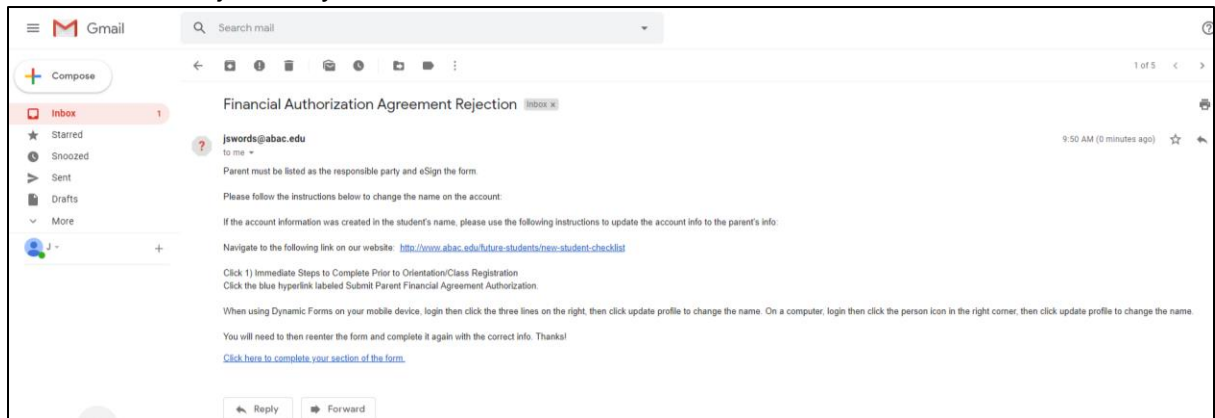 Gmail
Search mail
Compose
1 of 5
Inbox 1
Starred
Snoozed
Sent
Drafts
More
J
Financial Authorization Agreement Rejection Inbox x
jswords@abac.edu
9:50 AM (0 minutes ago)
to me
Parent must be listed as the responsible party and eSign the form.
Please follow the instructions below to change the name on the account:
If the account information was created in the student's name, please use the following instructions to update the account info to the parent's info:
Navigate to the following link on our website: http://www.abac.edu/future-students/new-student-checklist
Click 1) Immediate Steps to Complete Prior to Orientation/Class Registration
Click the blue hyperlink labeled Submit Parent Financial Agreement Authorization.
When using Dynamic Forms on your mobile device, login then click the three lines on the right, then click update profile to change the name. On a computer, login then click the person icon in the right corner, then click update profile to change the name.
You will need to then reenter the form and complete it again with the correct info. Thanks!
Click here to complete your section of the form.
Reply
Forward